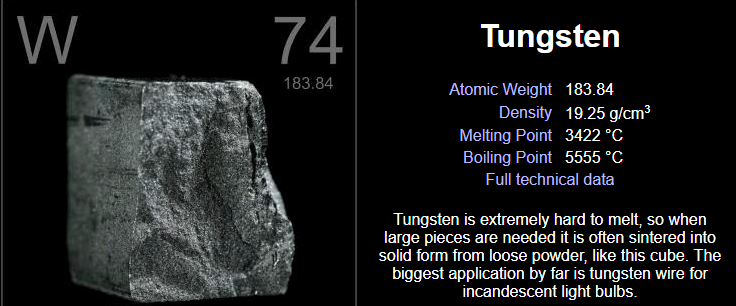 W 74
183.84
Tungsten
Atomic Weight 183.84
Density 19.25 g/cm³
Melting Point 3422 °C
Boiling Point 5555 °C
Full technical data
Tungsten is extremely hard to melt, so when
large pieces are needed it is often sintered into
solid form from loose powder, like this cube. The
biggest application by far is tungsten wire for
incandescent light bulbs.